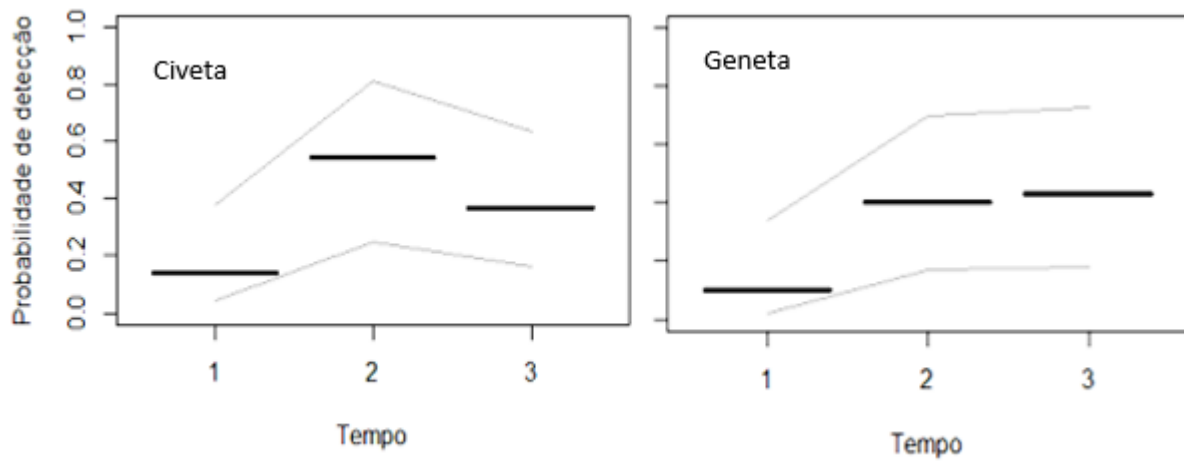 Probabilidade de detecção
1.0
0.8
0.6
0.4
0.2
0.0
Civeta
1 2 3
Tempo
Geneta
1 2 3
Tempo